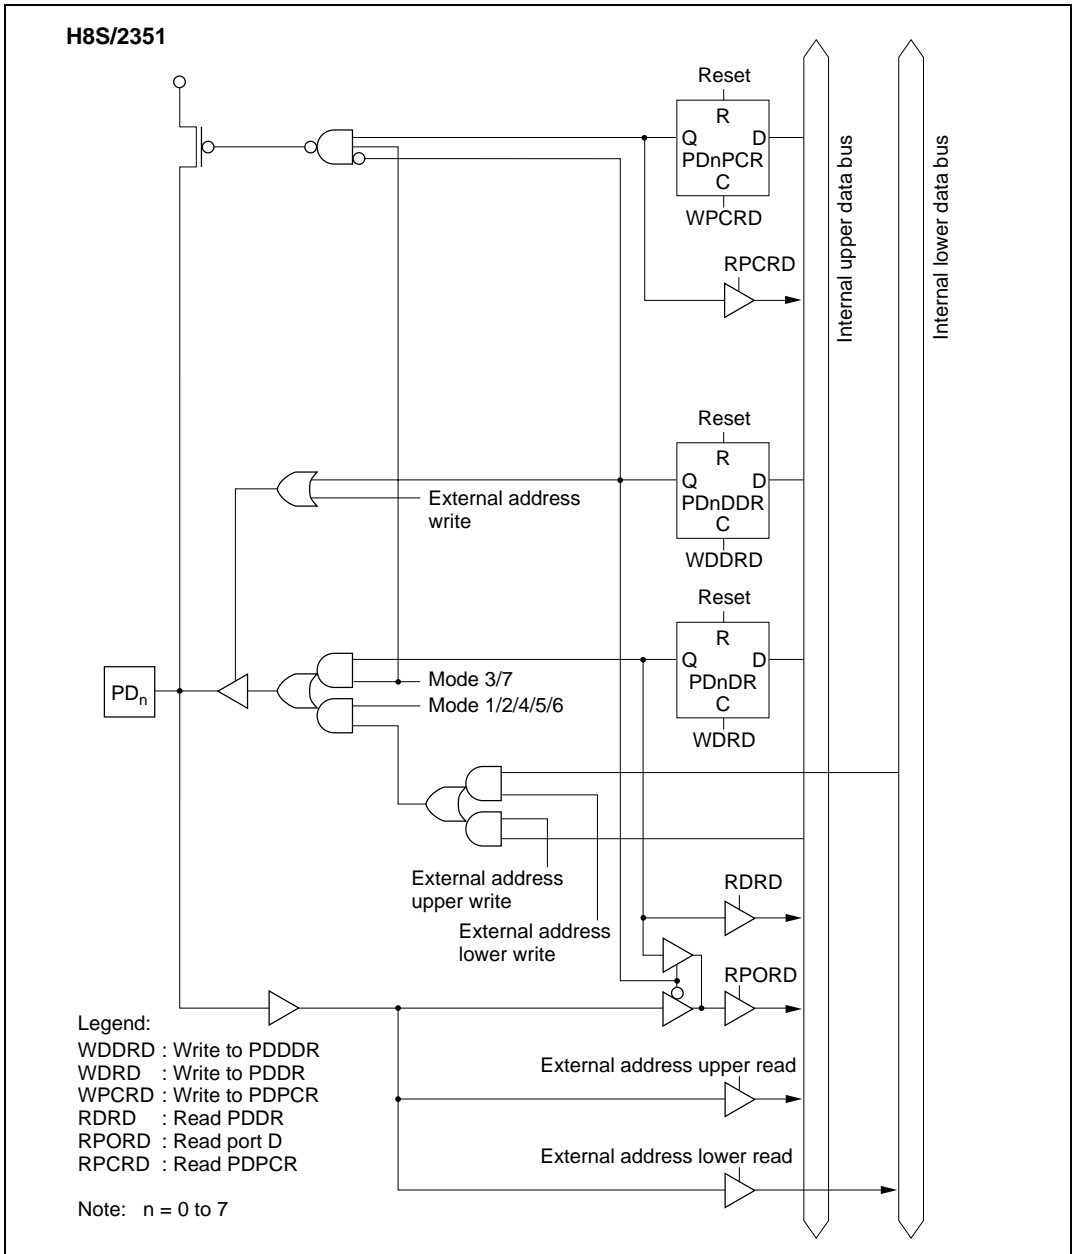 H8S/2351
Reset
R
Q D
PDnPCR
C
WPCRD
RPCRD
Internal upper data bus
Internal lower data bus
Reset
R
Q D
PDnDDR
C
WDDRD
External address
write
Reset
R
Q D
PDnDR
C
WDRD
PDn
Mode 3/7
Mode 1/2/4/5/6
External address
upper write
External address
lower write
RDRD
RPORD
External address upper read
External address lower read
Legend:
WDDRD : Write to PDDDR
WDRD : Write to PDDR
WPCRD : Write to PDPCR
RDRD : Read PDDR
RPORD : Read port D
RPCRD : Read PDPCR
Note: n = 0 to 7